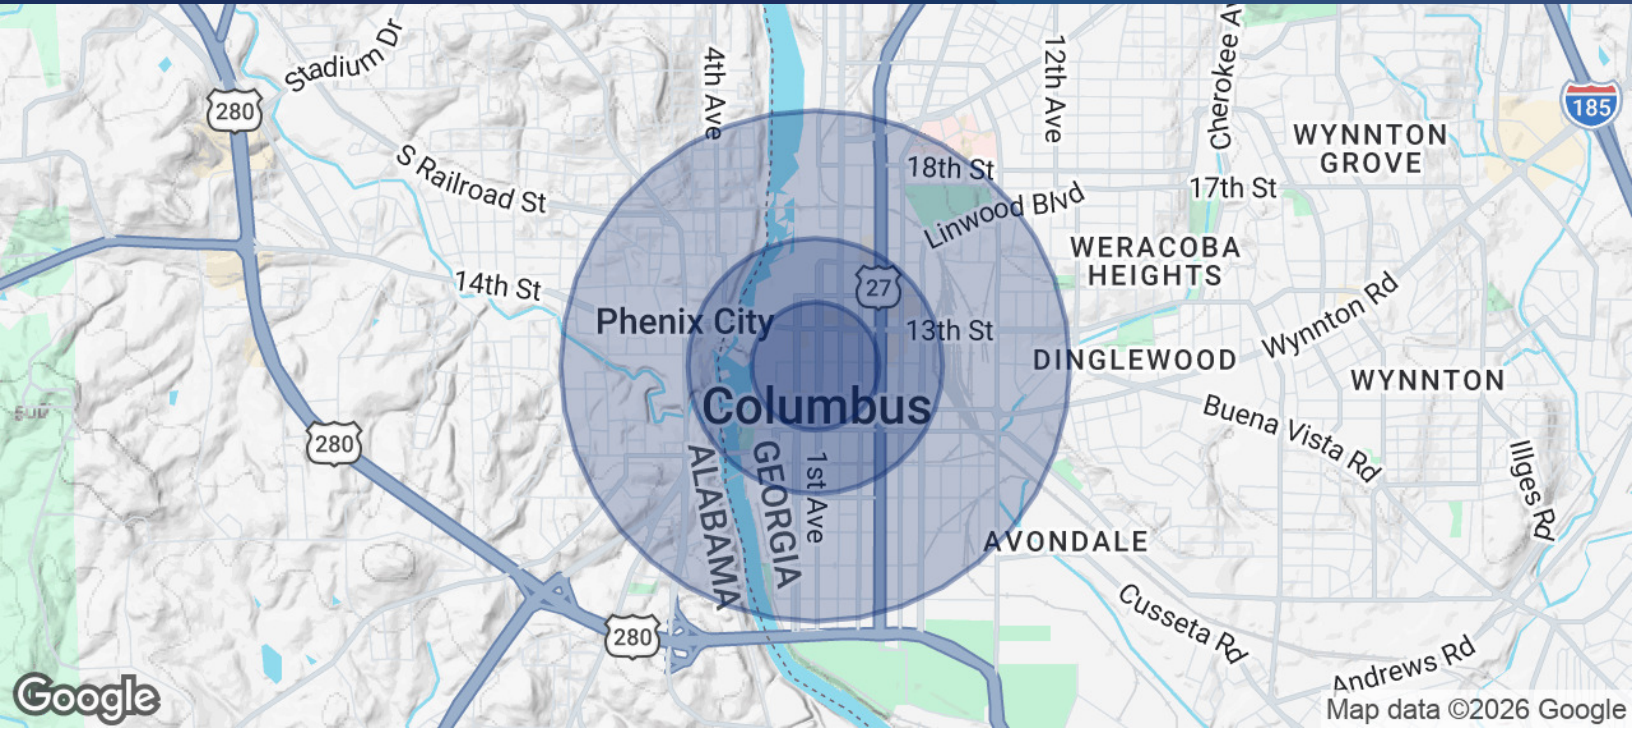 Stadium Dr
4th Ave
12th Ave
Cherokee
280
185
WYNNTON
GROVE
S Railroad St
18th St
17th St
Linwood Blvd
WERACOBA
HEIGHTS
14th St
27
Phenix City
13th St
Wynnton Rd
DINGLEWOOD
WYNNTON
Columbus
Buena Vista Rd
280
ALABAMA
GEORGIA
1st Ave
Illges Rd
AVONDALE
Cusseta Rd
280
Andrews Rd
Google
Map data ©2026 Google